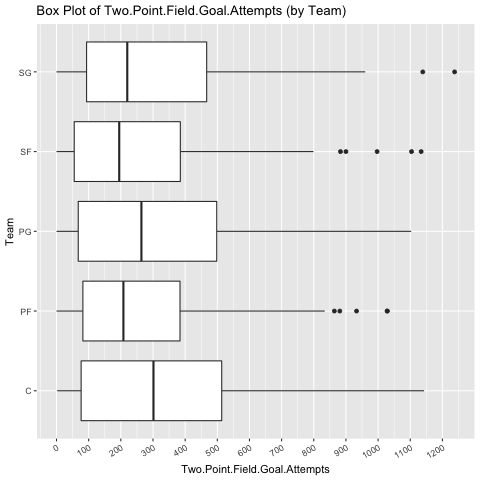 Box Plot of Two.Point.Field.Goal.Attempts (by Team)
Team
SG
SF
PG
PF
C
0 100 200 300 400 500 600 700 800 900 1000 1100 1200
Two.Point.Field.Goal.Attempts